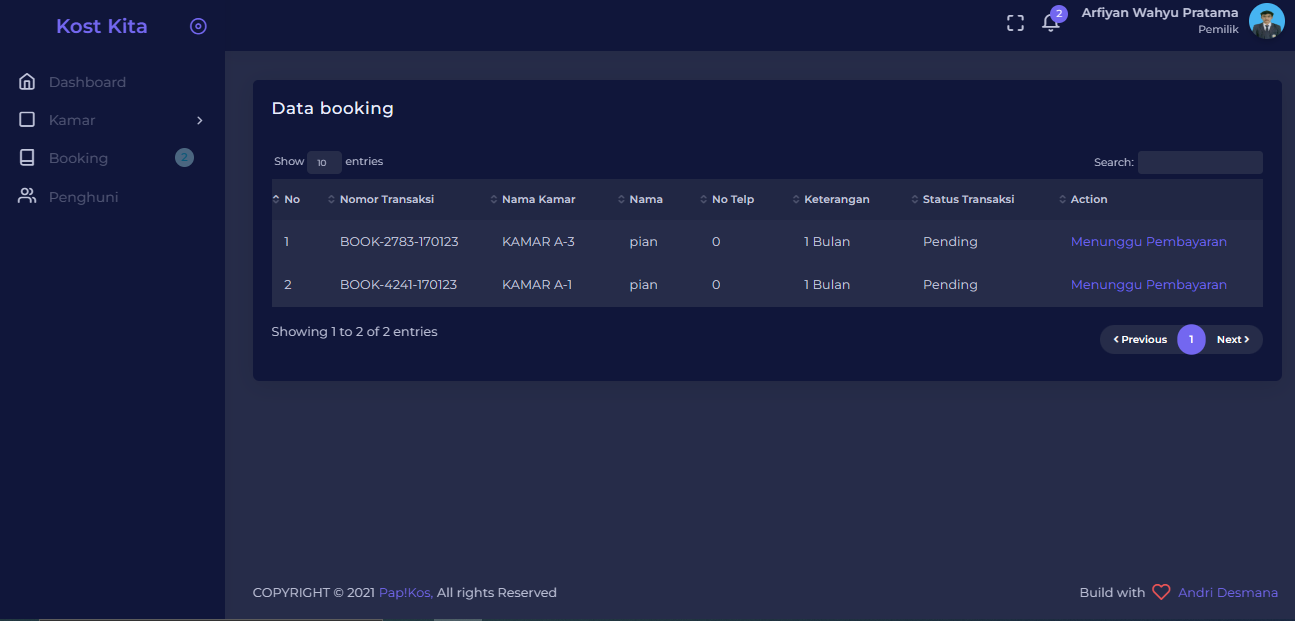 Kost Kita
2
Arfiyan Wahyu Pratama
Pemilik
Dashboard
Kamar
Booking 2
Penghuni
Data booking
Show 10 entries
Search:
No Nomor Transaksi Nama Kamar Nama No Telp Keterangan Status Transaksi Action
1 BOOK-2783-170123 KAMAR A-3 pian 0 1 Bulan Pending Menunggu Pembayaran
2 BOOK-4241-170123 KAMAR A-1 pian 0 1 Bulan Pending Menunggu Pembayaran
Showing 1 to 2 of 2 entries
Previous 1 Next
COPYRIGHT © 2021 Pap!Kos, All rights Reserved
Build with Andri Desmana